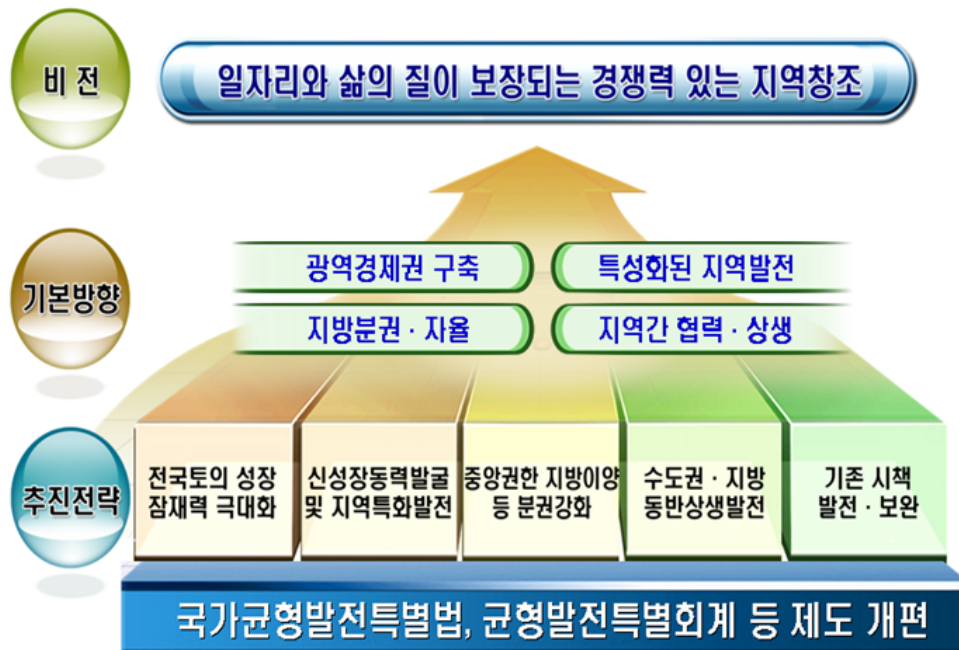 비 전
일자리와 삶의 질이 보장되는 경쟁력 있는 지역창조
기본방향
광역경제권 구축
특성화된 지역발전
지방분권 · 자율
지역간 협력 · 상생
추진전략
전국토의 성장
잠재력 극대화
신성장동력발굴
및 지역특화발전
중앙권한 지방이양
등 분권강화
수도권 · 지방
동반상생발전
기존 시책
발전 · 보완
국가균형발전특별법, 균형발전특별회계 등 제도 개편